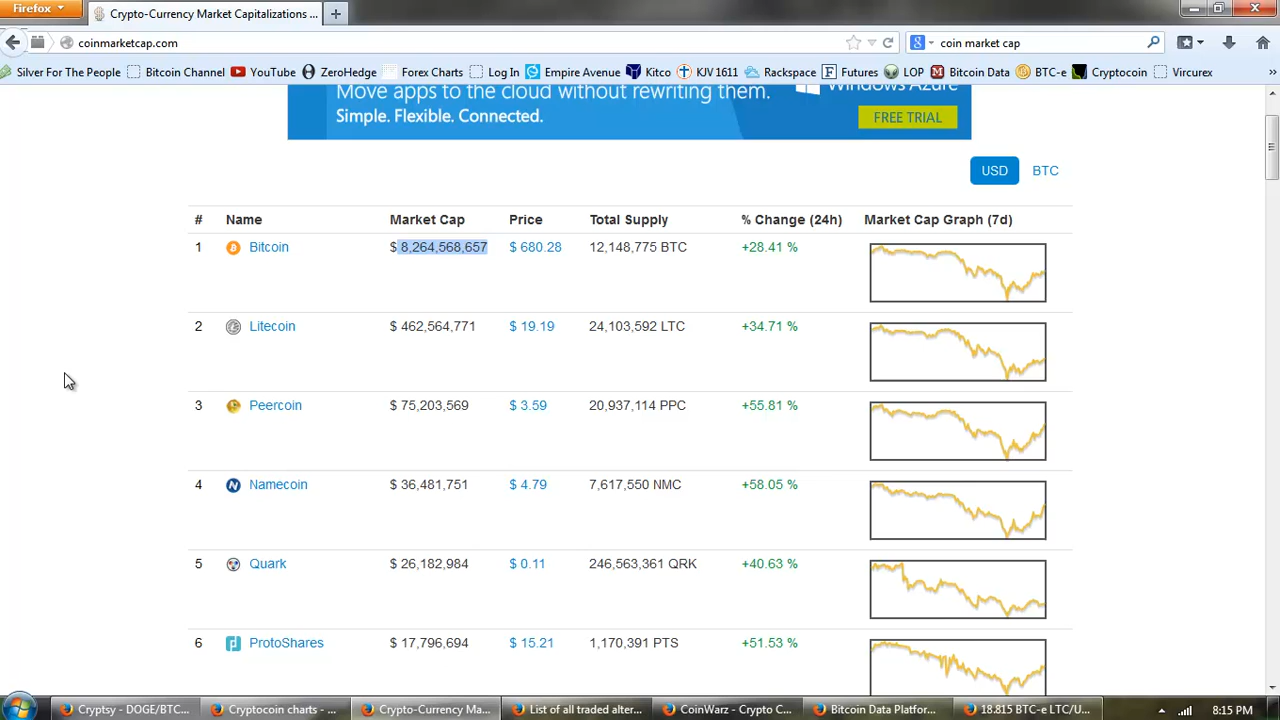 Firefox
Crypto-Currency Market Capitalizations ...
coinmarketcap.com
coin market cap
Silver For The People Bitcoin Channel YouTube ZeroHedge Forex Charts Log In Empire Avenue Kitco KJV 1611 Rackspace Futures LOP Bitcoin Data BTC-e Cryptocoin Vircurex »
Move apps to the cloud without rewriting them.
Windows Azure
Simple. Flexible. Connected.
FREE TRIAL
USD BTC
# Name Market Cap Price Total Supply % Change (24h) Market Cap Graph (7d)
1 Bitcoin $ 8,264,568,657 $ 680.28 12,148,775 BTC +28.41 %
2 Litecoin $ 462,564,771 $ 19.19 24,103,592 LTC +34.71 %
3 Peercoin $ 75,203,569 $ 3.59 20,937,114 PPC +55.81 %
4 Namecoin $ 36,481,751 $ 4.79 7,617,550 NMC +58.05 %
5 Quark $ 26,182,984 $ 0.11 246,563,361 QRK +40.63 %
6 ProtoShares $ 17,796,694 $ 15.21 1,170,391 PTS +51.53 %
Cryptsy - DOGE/BTC... Cryptocoin charts - ... Crypto-Currency Ma... List of all traded alter... CoinWarz - Crypto C... Bitcoin Data Platfor... 18.815 BTC-e LTC/U... 8:15 PM